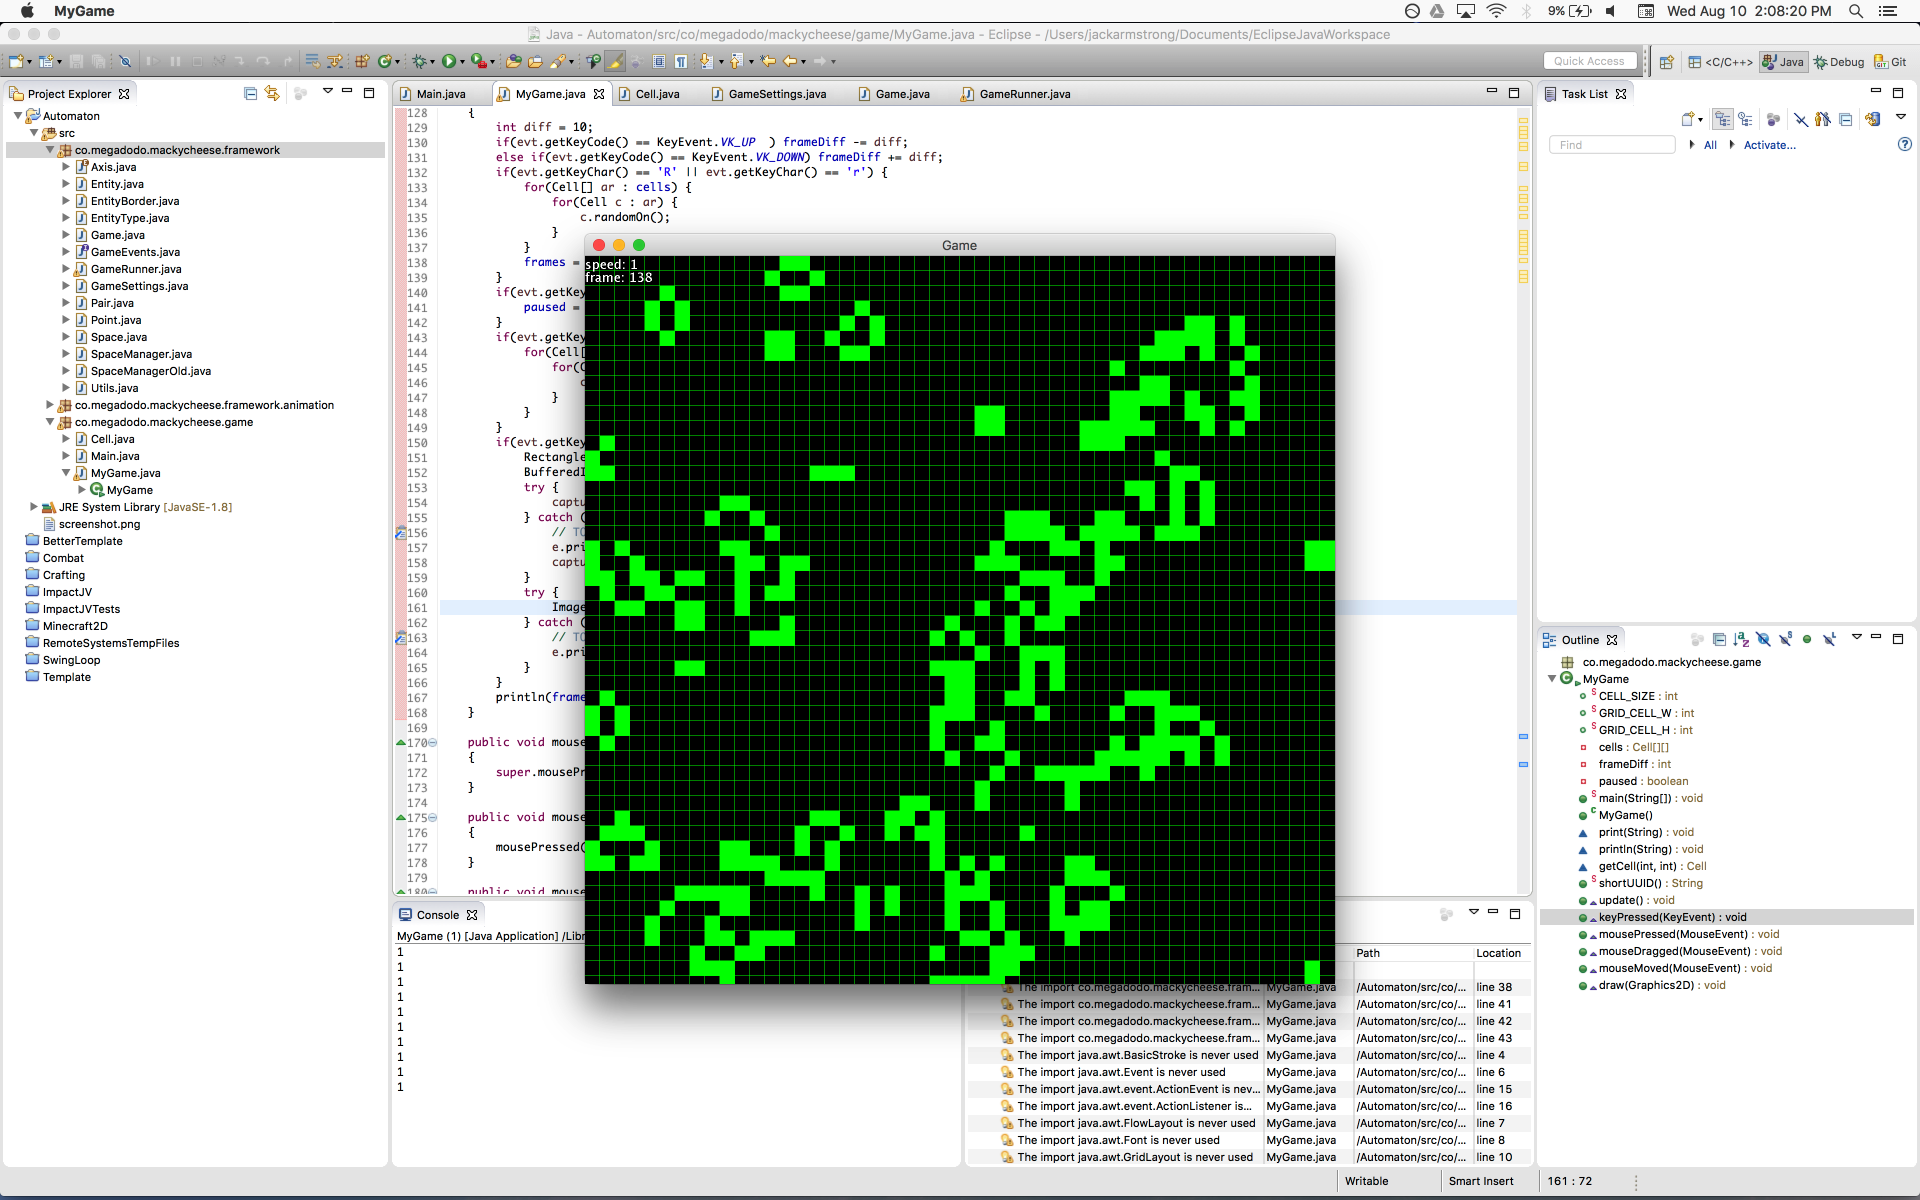 MyGame
9%
Wed Aug 10 2:08:20 PM
Java - Automaton/src/co/megadodo/mackycheese/game/MyGame.java - Eclipse - /Users/jackarmstrong/Documents/EclipseJavaWorkspace
Quick Access
<C/C++>
Java
Debug
Git
Project Explorer
Automaton
src
co.megadodo.mackycheese.framework
Axis.java
Entity.java
EntityBorder.java
EntityType.java
Game.java
GameEvents.java
GameRunner.java
GameSettings.java
Pair.java
Point.java
Space.java
SpaceManager.java
SpaceManagerOld.java
Utils.java
co.megadodo.mackycheese.framework.animation
co.megadodo.mackycheese.game
Cell.java
Main.java
MyGame.java
MyGame
JRE System Library [JavaSE-1.8]
screenshot.png
BetterTemplate
Combat
Crafting
ImpactJV
ImpactJVTests
Minecraft2D
RemoteSystemsTempFiles
SwingLoop
Template
Main.java
MyGame.java
Cell.java
GameSettings.java
Game.java
GameRunner.java
128 {
129 int diff = 10;
130 if(evt.getKeyCode() == KeyEvent.VK_UP ) frameDiff -= diff;
131 else if(evt.getKeyCode() == KeyEvent.VK_DOWN) frameDiff += diff;
132 if(evt.getKeyChar() == 'R' || evt.getKeyChar() == 'r') {
133 for(Cell[] ar : cells) {
134 for(Cell c : ar) {
135 c.randomOn();
136 }
137 }
138 frames =
139 }
140 if(evt.getKey
141 paused =
142 }
143 if(evt.getKey
144 for(Cell[
145 for(C
146 c
147 }
148 }
149 }
150 if(evt.getKey
151 Rectangle
152 BufferedI
153 try {
154 captu
155 } catch (
156 // TO
157 e.pri
158 captu
159 }
160 try {
161 Image
162 } catch (
163 // TO
164 e.pri
165 }
166 }
167 println(frame
168 }
169
170 public void mouse
171 {
172 super.mousePr
173 }
174
175 public void mouse
176 {
177 mousePressed(
178 }
179
180 public void mouse
Game
speed: 1
frame: 138
Console
MyGame (1) [Java Application] /Libr
1
1
1
1
1
1
1
1
1
1
Path
Location
The import co.megadodo.mackycheese.fram... MyGame.java /Automaton/src/co/... line 38
The import co.megadodo.mackycheese.fram... MyGame.java /Automaton/src/co/... line 41
The import co.megadodo.mackycheese.fram... MyGame.java /Automaton/src/co/... line 42
The import co.megadodo.mackycheese.fram... MyGame.java /Automaton/src/co/... line 43
The import java.awt.BasicStroke is never used MyGame.java /Automaton/src/co/... line 4
The import java.awt.Event is never used MyGame.java /Automaton/src/co/... line 6
The import java.awt.event.ActionEvent is nev... MyGame.java /Automaton/src/co/... line 15
The import java.awt.event.ActionListener is... MyGame.java /Automaton/src/co/... line 16
The import java.awt.FlowLayout is never used MyGame.java /Automaton/src/co/... line 7
The import java.awt.Font is never used MyGame.java /Automaton/src/co/... line 8
The import java.awt.GridLayout is never used MyGame.java /Automaton/src/co/... line 10
Task List
Find
All
Activate...
Outline
co.megadodo.mackycheese.game
MyGame
CELL_SIZE : int
GRID_CELL_W : int
GRID_CELL_H : int
cells : Cell[][]
frameDiff : int
paused : boolean
main(String[]) : void
MyGame()
print(String) : void
println(String) : void
getCell(int, int) : Cell
shortUUID() : String
update() : void
keyPressed(KeyEvent) : void
mousePressed(MouseEvent) : void
mouseDragged(MouseEvent) : void
mouseMoved(MouseEvent) : void
draw(Graphics2D) : void
Writable
Smart Insert
161 : 72